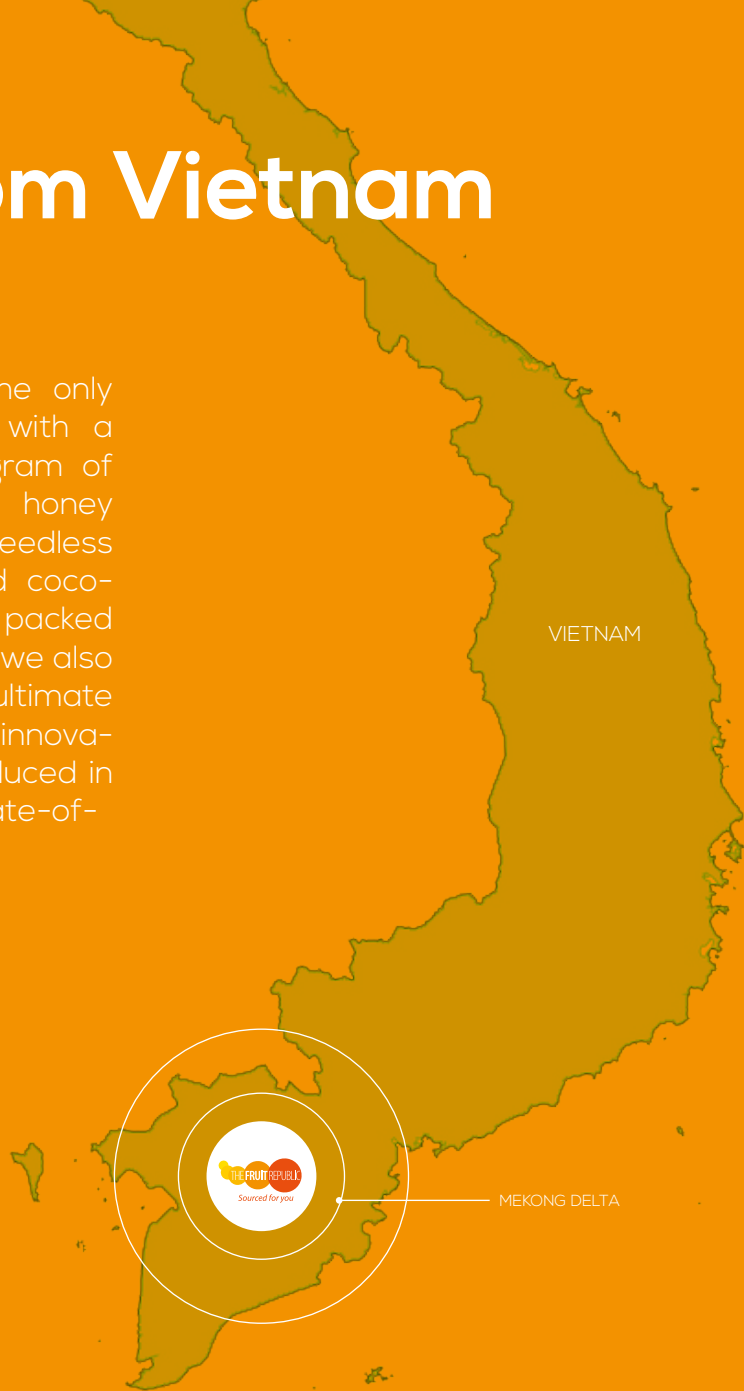 om Vietnam
he only
with a
gram of
honey
eedless
d coco-
packed
we also
ultimate
innova-
luced in
ate-of-
VIETNAM
THE FRUIT REPUBLIC
Sourced for you
MEKONG DELTA